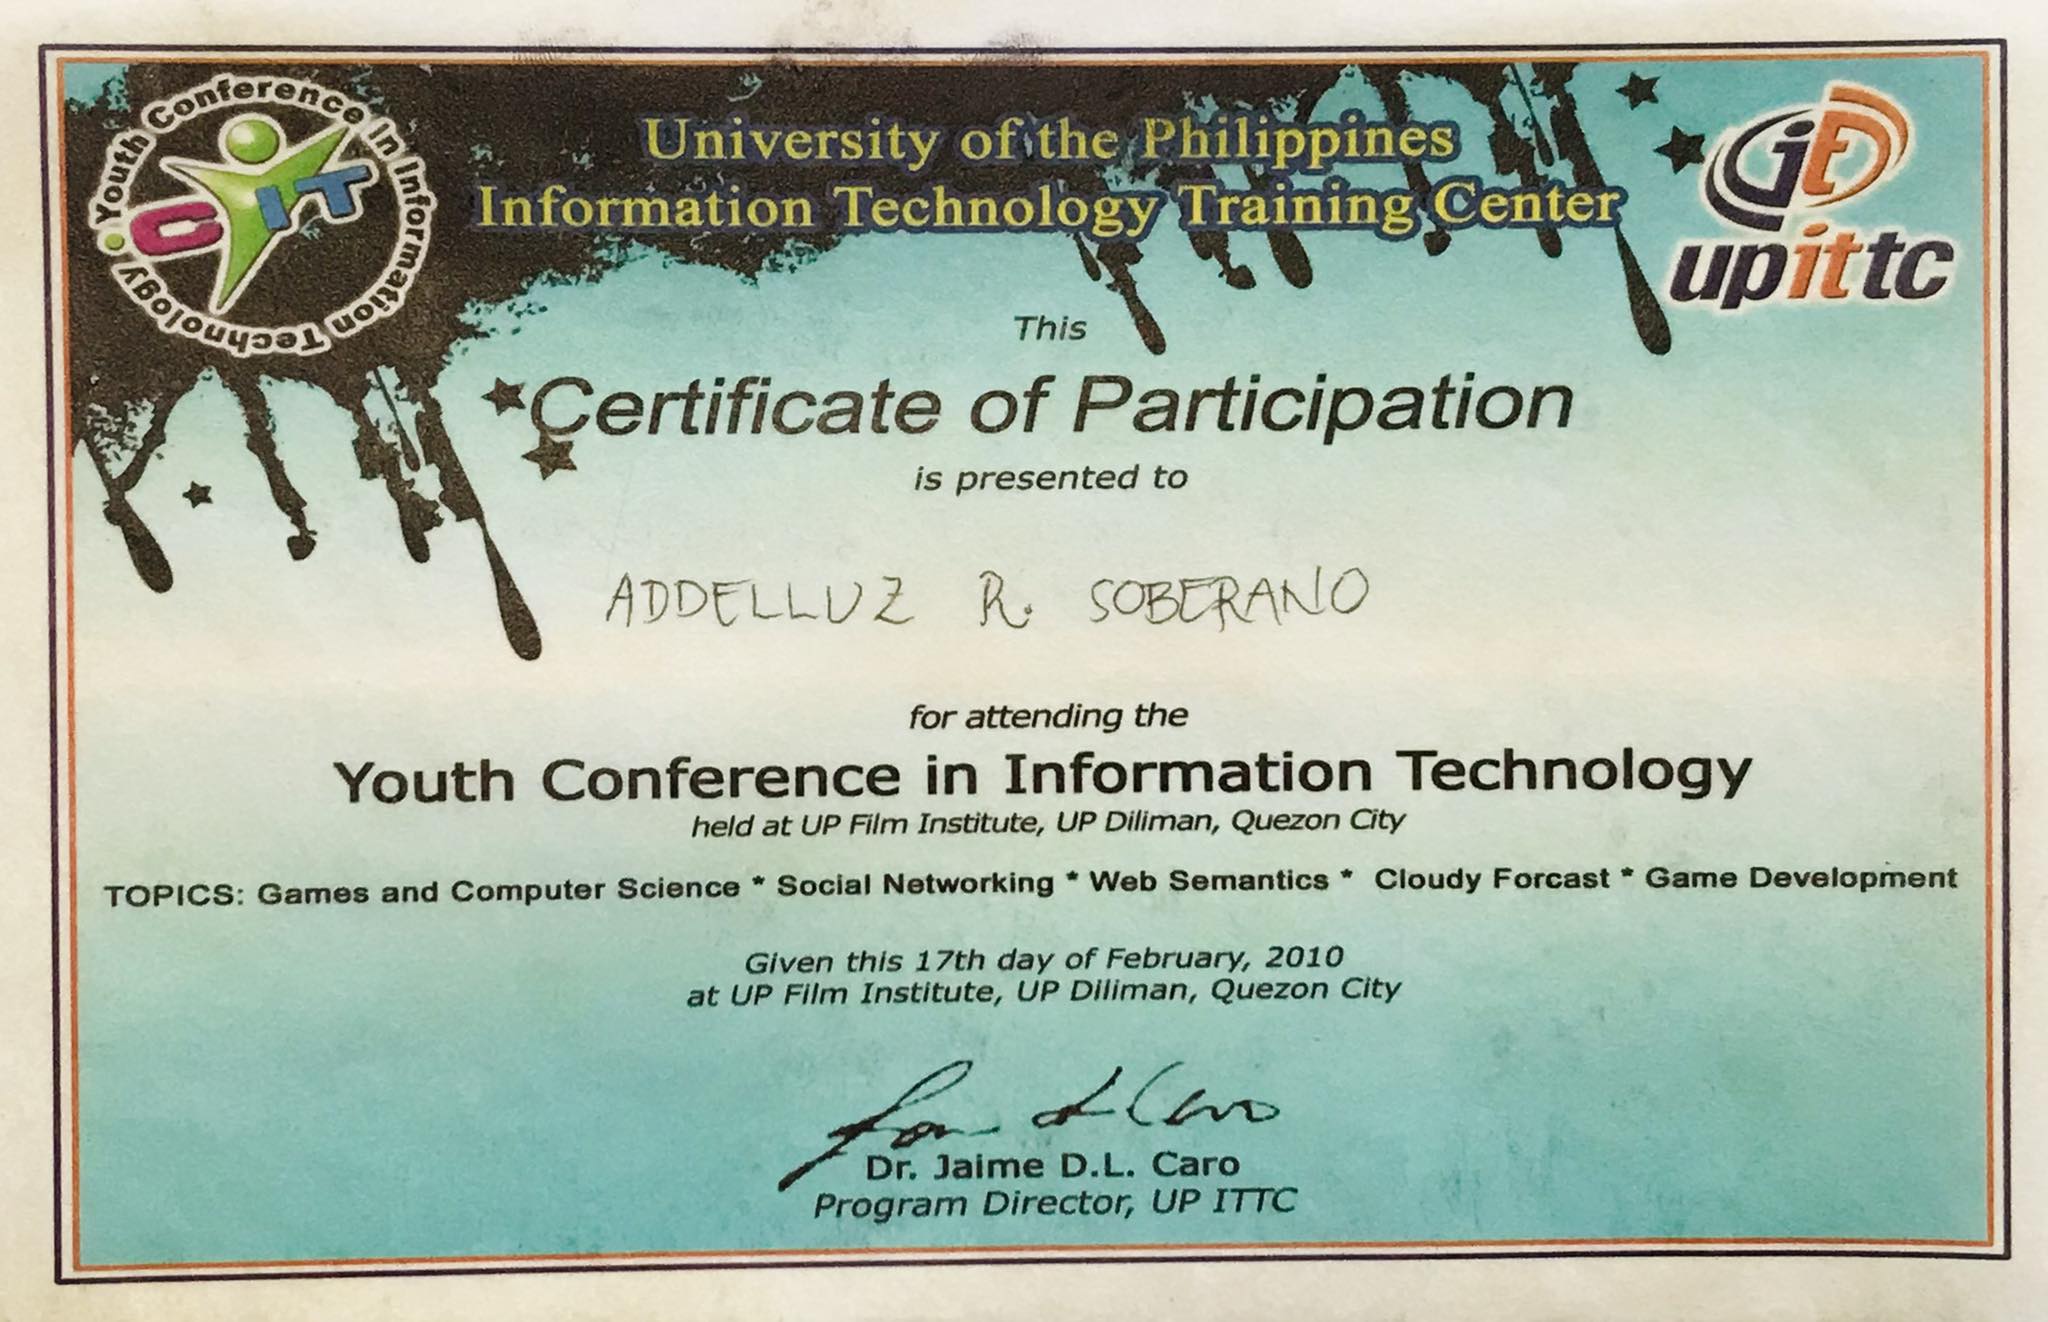 Youth Conference In Information Technology
CYIT
University of the Philippines
Information Technology Training Center
upittc
This
Certificate of Participation
is presented to
ADDELLUZ R. SOBERANO
for attending the
Youth Conference in Information Technology
held at UP Film Institute, UP Diliman, Quezon City
TOPICS: Games and Computer Science * Social Networking * Web Semantics * Cloudy Forcast * Game Development
Given this 17th day of February, 2010
at UP Film Institute, UP Diliman, Quezon City
Dr. Jaime D.L. Caro
Program Director, UP ITTC